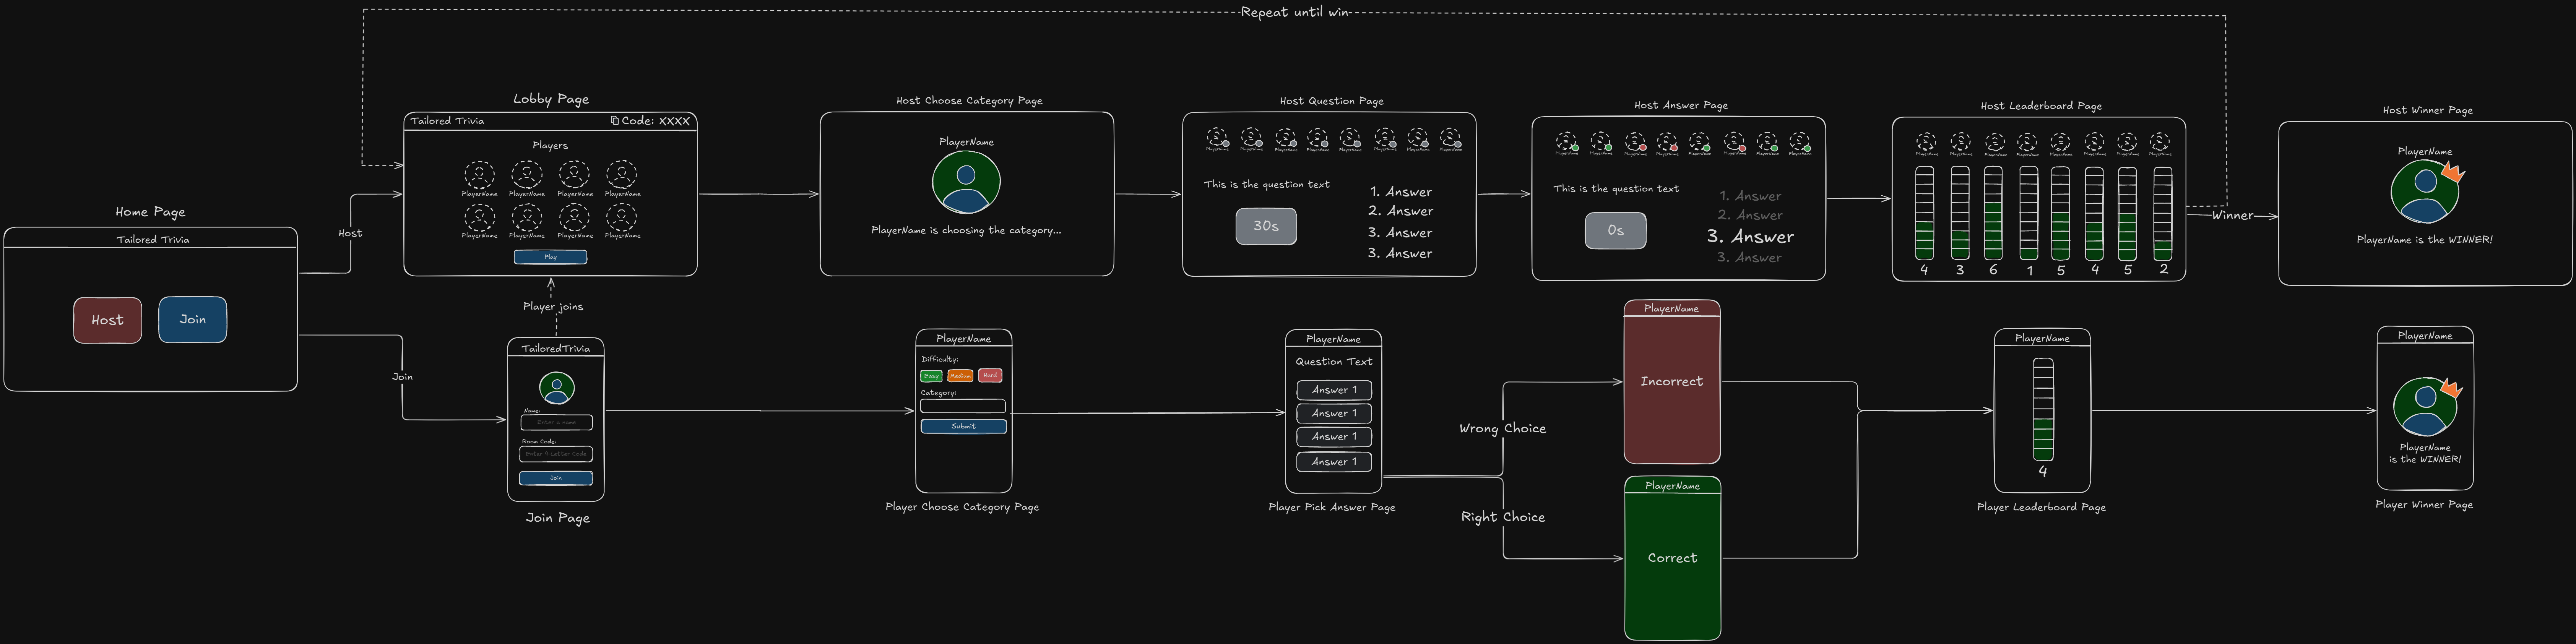 Repeat until win
Home Page
Tailored Trivia
Host
Join
Host
Join
Lobby Page
Tailored Trivia
Code: XXXX
Players
PlayerName PlayerName PlayerName PlayerName
PlayerName PlayerName PlayerName PlayerName
Play
Player joins
TailoredTrivia
Name:
Enter a name
Room Code:
Enter 4-Letter Code
Join
Join Page
Host Choose Category Page
PlayerName
PlayerName is choosing the category...
PlayerName
Difficulty:
Easy Medium Hard
Category:
Submit
Player Choose Category Page
Host Question Page
PlayerName PlayerName PlayerName PlayerName PlayerName PlayerName PlayerName PlayerName
This is the question text
30s
1. Answer
2. Answer
3. Answer
3. Answer
PlayerName
Question Text
Answer 1
Answer 1
Answer 1
Answer 1
Player Pick Answer Page
Wrong Choice
Right Choice
Host Answer Page
PlayerName PlayerName PlayerName PlayerName PlayerName PlayerName PlayerName PlayerName
This is the question text
0s
1. Answer
2. Answer
3. Answer
3. Answer
PlayerName
Incorrect
PlayerName
Correct
Host Leaderboard Page
PlayerName PlayerName PlayerName PlayerName PlayerName PlayerName PlayerName PlayerName
4 3 6 1 5 4 5 2
Winner
PlayerName
4
Player Leaderboard Page
Host Winner Page
PlayerName
PlayerName is the WINNER!
PlayerName
PlayerName
is the WINNER!
Player Winner Page